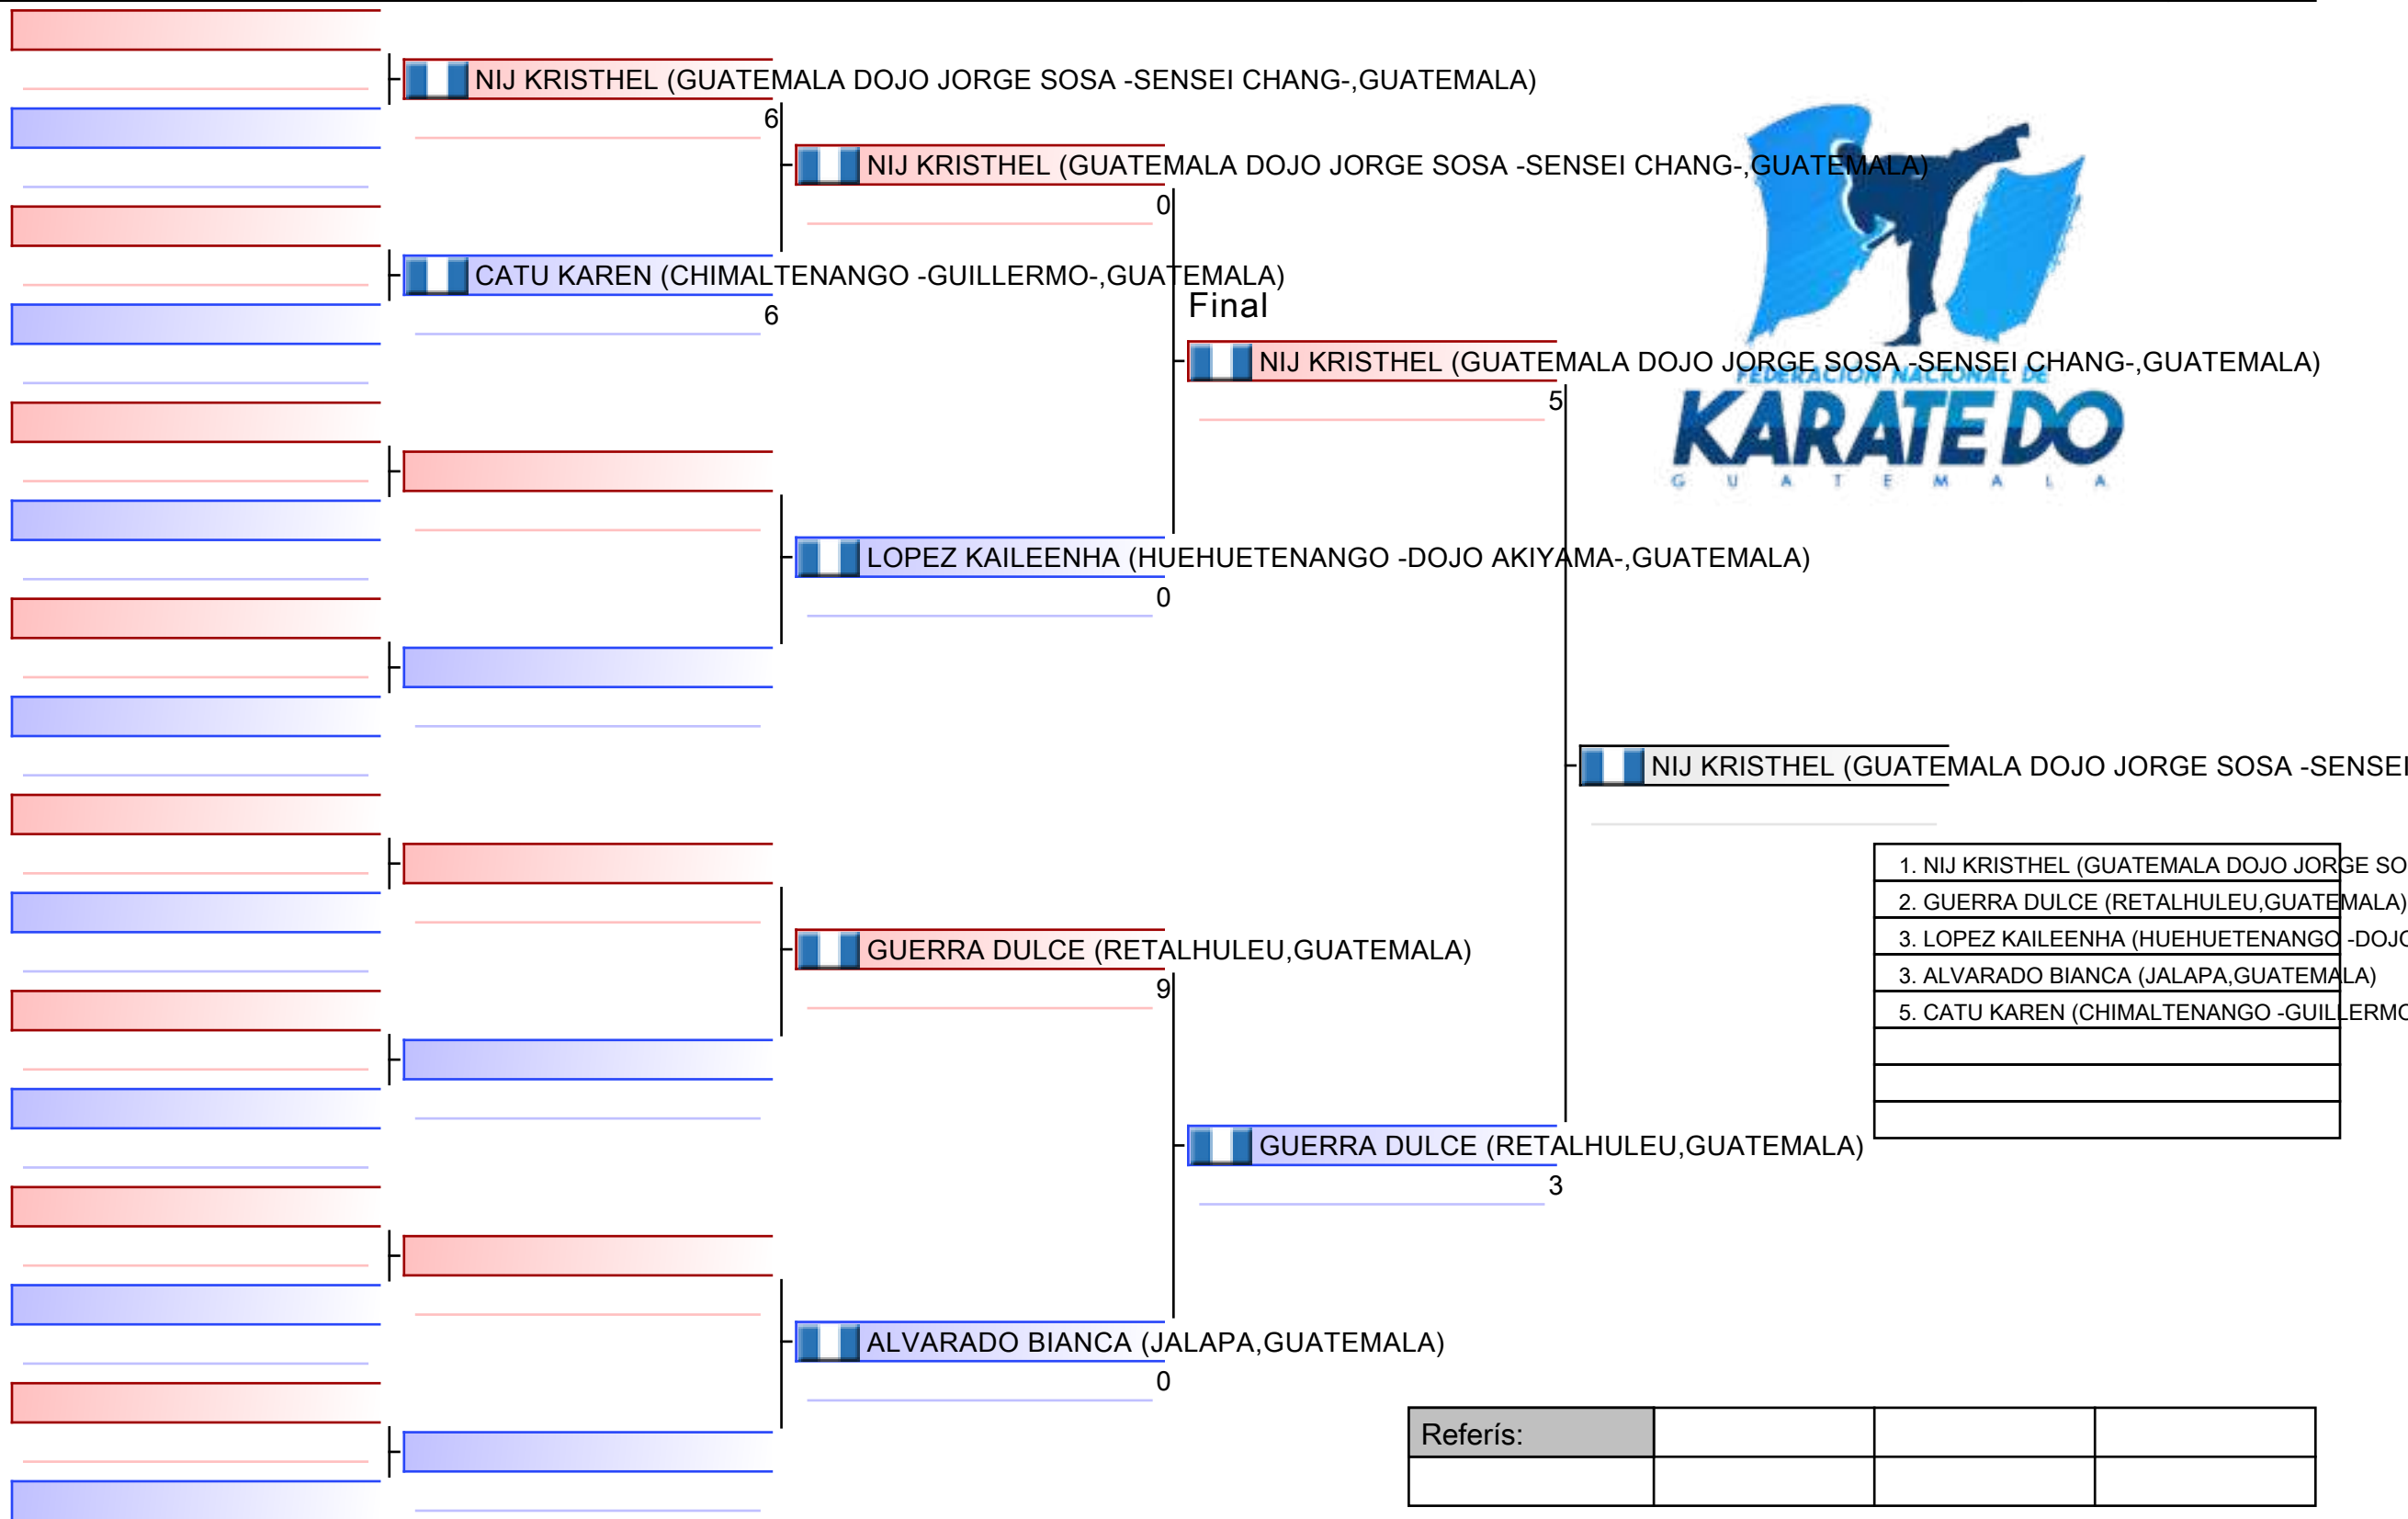 NIJ KRISTHEL (GUATEMALA DOJO JORGE SOSA -SENSEI CHANG-,GUATEMALA)
6
NIJ KRISTHEL (GUATEMALA DOJO JORGE SOSA -SENSEI CHANG-,GUATEMALA)
0
CATU KAREN (CHIMALTENANGO -GUILLERMO-,GUATEMALA)
6
Final
NIJ KRISTHEL (GUATEMALA DOJO JORGE SOSA -SENSEI CHANG-,GUATEMALA)
5
FEDERACIÓN NACIONAL DE
KARATE DO
GUATEMALA
LOPEZ KAILEENHA (HUEHUETENANGO -DOJO AKIYAMA-,GUATEMALA)
0
NIJ KRISTHEL (GUATEMALA DOJO JORGE SOSA -SENSEI
1. NIJ KRISTHEL (GUATEMALA DOJO JORGE SO
2. GUERRA DULCE (RETALHULEU,GUATEMALA)
3. LOPEZ KAILEENHA (HUEHUETENANGO -DOJO
3. ALVARADO BIANCA (JALAPA,GUATEMALA)
5. CATU KAREN (CHIMALTENANGO -GUILLERMO
GUERRA DULCE (RETALHULEU,GUATEMALA)
9
GUERRA DULCE (RETALHULEU,GUATEMALA)
3
ALVARADO BIANCA (JALAPA,GUATEMALA)
0
Referís: